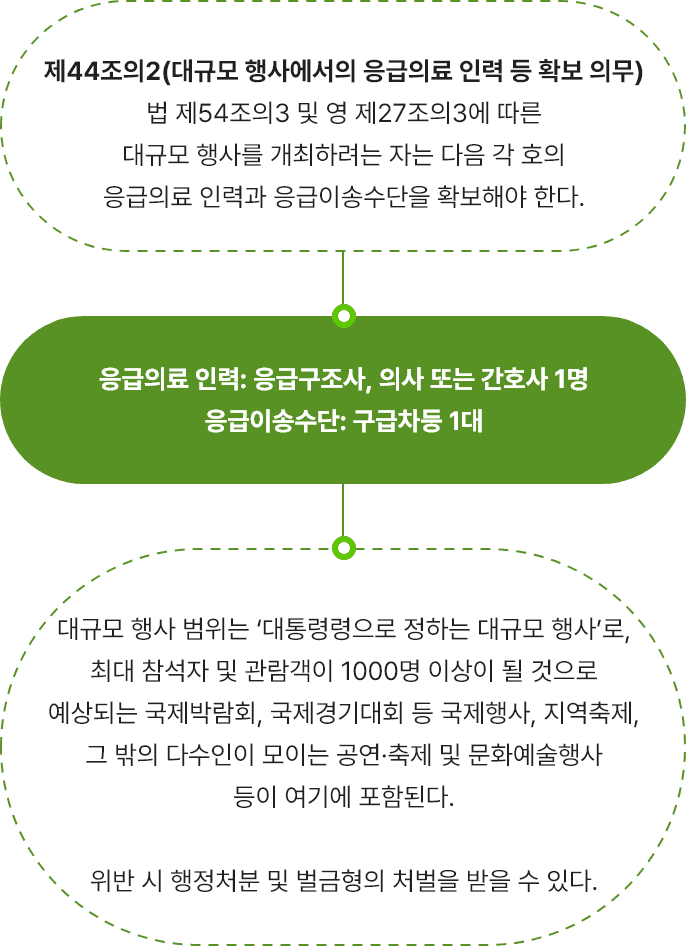 제44조의2(대규모 행사에서의 응급의료 인력 등 확보 의무)
법 제54조의3 및 영 제27조의3에 따른
대규모 행사를 개최하려는 자는 다음 각 호의
응급의료 인력과 응급이송수단을 확보해야 한다.
응급의료 인력: 응급구조사, 의사 또는 간호사 1명
응급이송수단: 구급차등 1대
대규모 행사 범위는 ‘대통령령으로 정하는 대규모 행사’로,
최대 참석자 및 관람객이 1000명 이상이 될 것으로
예상되는 국제박람회, 국제경기대회 등 국제행사, 지역축제,
그 밖의 다수인이 모이는 공연·축제 및 문화예술행사
등이 여기에 포함된다.
위반 시 행정처분 및 벌금형의 처벌을 받을 수 있다.